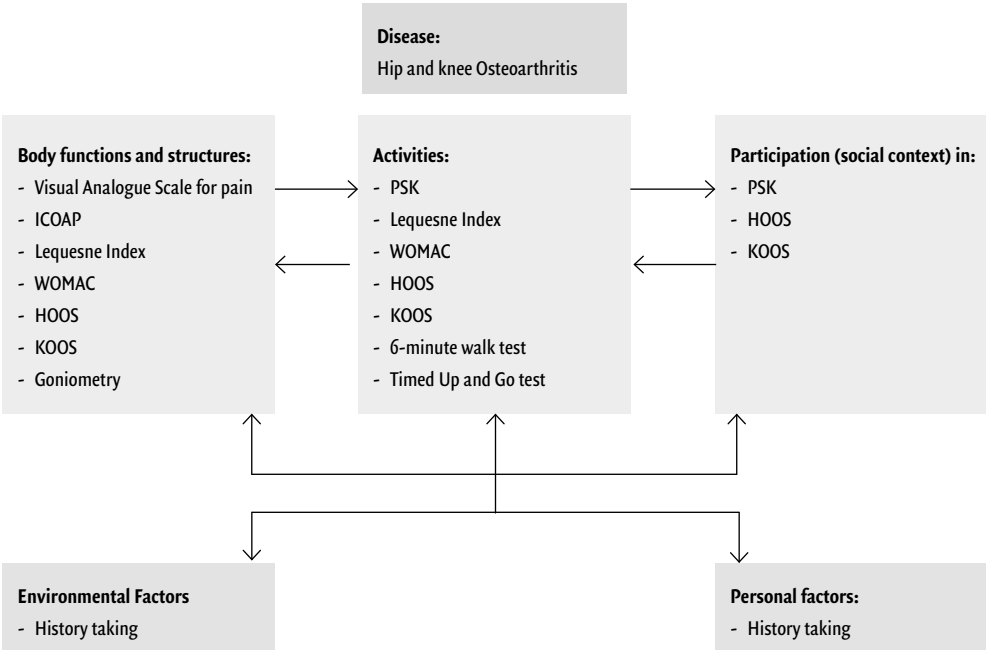 Disease:
Hip and knee Osteoarthritis
Body functions and structures:
- Visual Analogue Scale for pain
- ICOAP
- Lequesne Index
- WOMAC
- HOOS
- KOOS
- Goniometry
Activities:
- PSK
- Lequesne Index
- WOMAC
- HOOS
- KOOS
- 6-minute walk test
- Timed Up and Go test
Participation (social context) in:
- PSK
- HOOS
- KOOS
Environmental Factors
- History taking
Personal factors:
- History taking